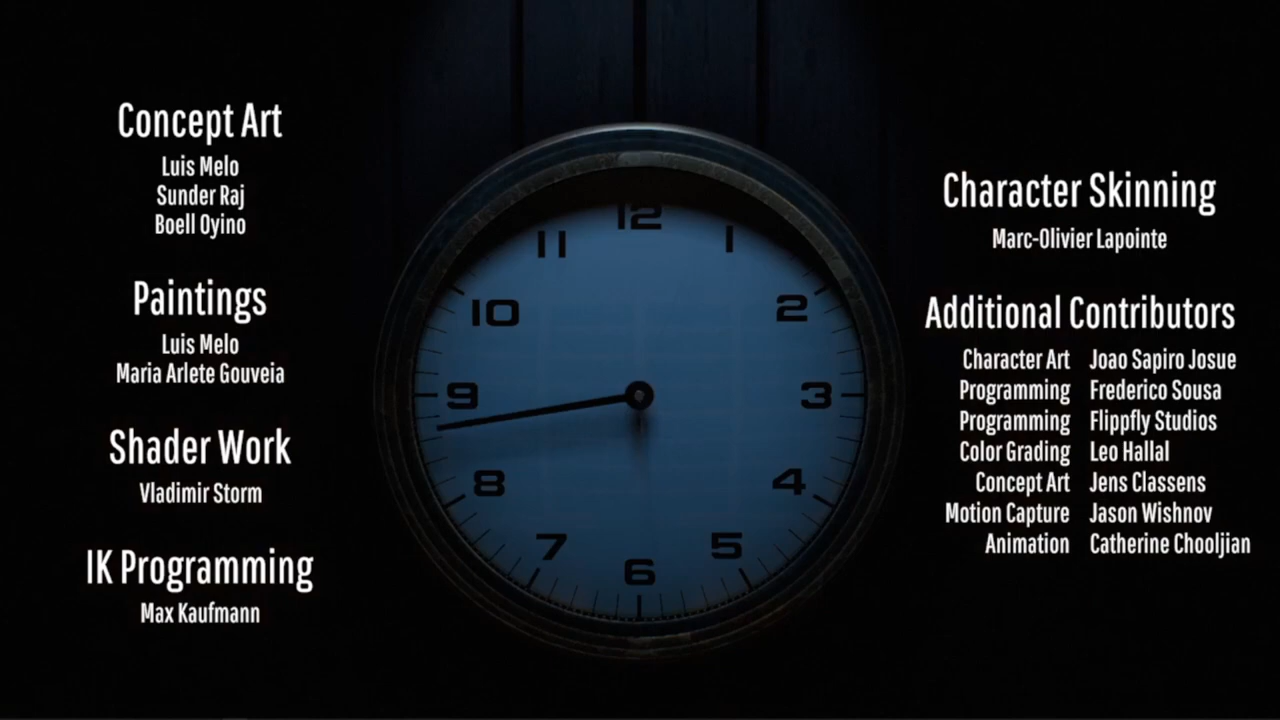 Concept Art
Luis Melo
Sunder Raj
Boell Oyino
Paintings
Luis Melo
Maria Arlete Gouveia
Shader Work
Vladimir Storm
IK Programming
Max Kaufmann
12
1
2
3
4
5
6
7
8
9
10
11
Character Skinning
Marc-Olivier Lapointe
Additional Contributors
Character Art Joao Sapiro Josue
Programming Frederico Sousa
Programming Flippfly Studios
Color Grading Leo Hallal
Concept Art Jens Classens
Motion Capture Jason Wishnov
Animation Catherine Chooljian